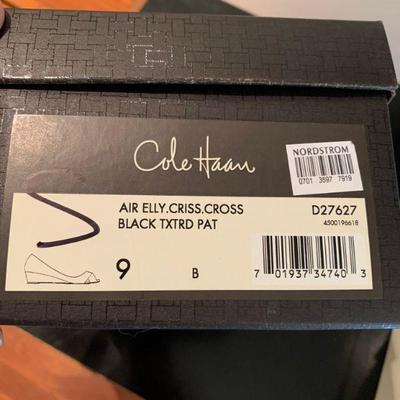 Cole Haan
NORDSTROM
0701 3597 7919
AIR ELLY.CRISS.CROSS
D27627
BLACK TXTRD PAT
4500196618
9
B
7 01937 34740 3